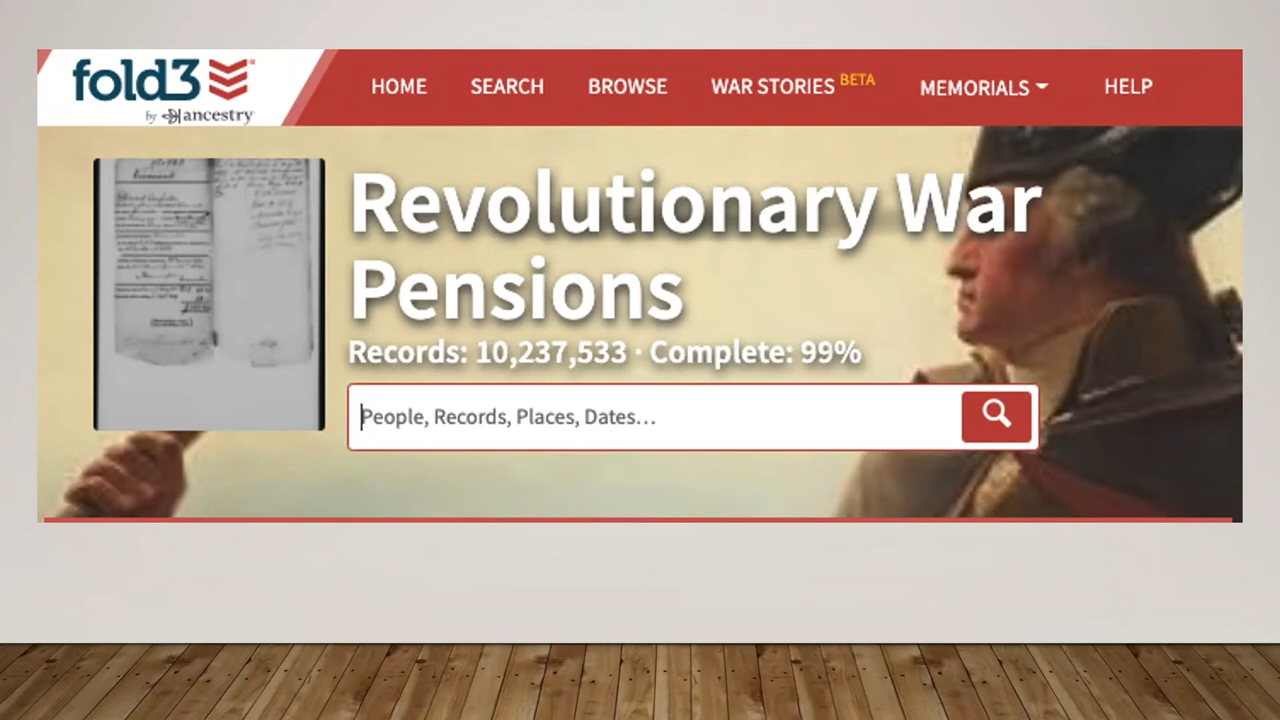 fold3
by ancestry
HOME SEARCH BROWSE WAR STORIES BETA MEMORIALS HELP
Revolutionary War
Pensions
Records: 10,237,533 · Complete: 99%
People, Records, Places, Dates...